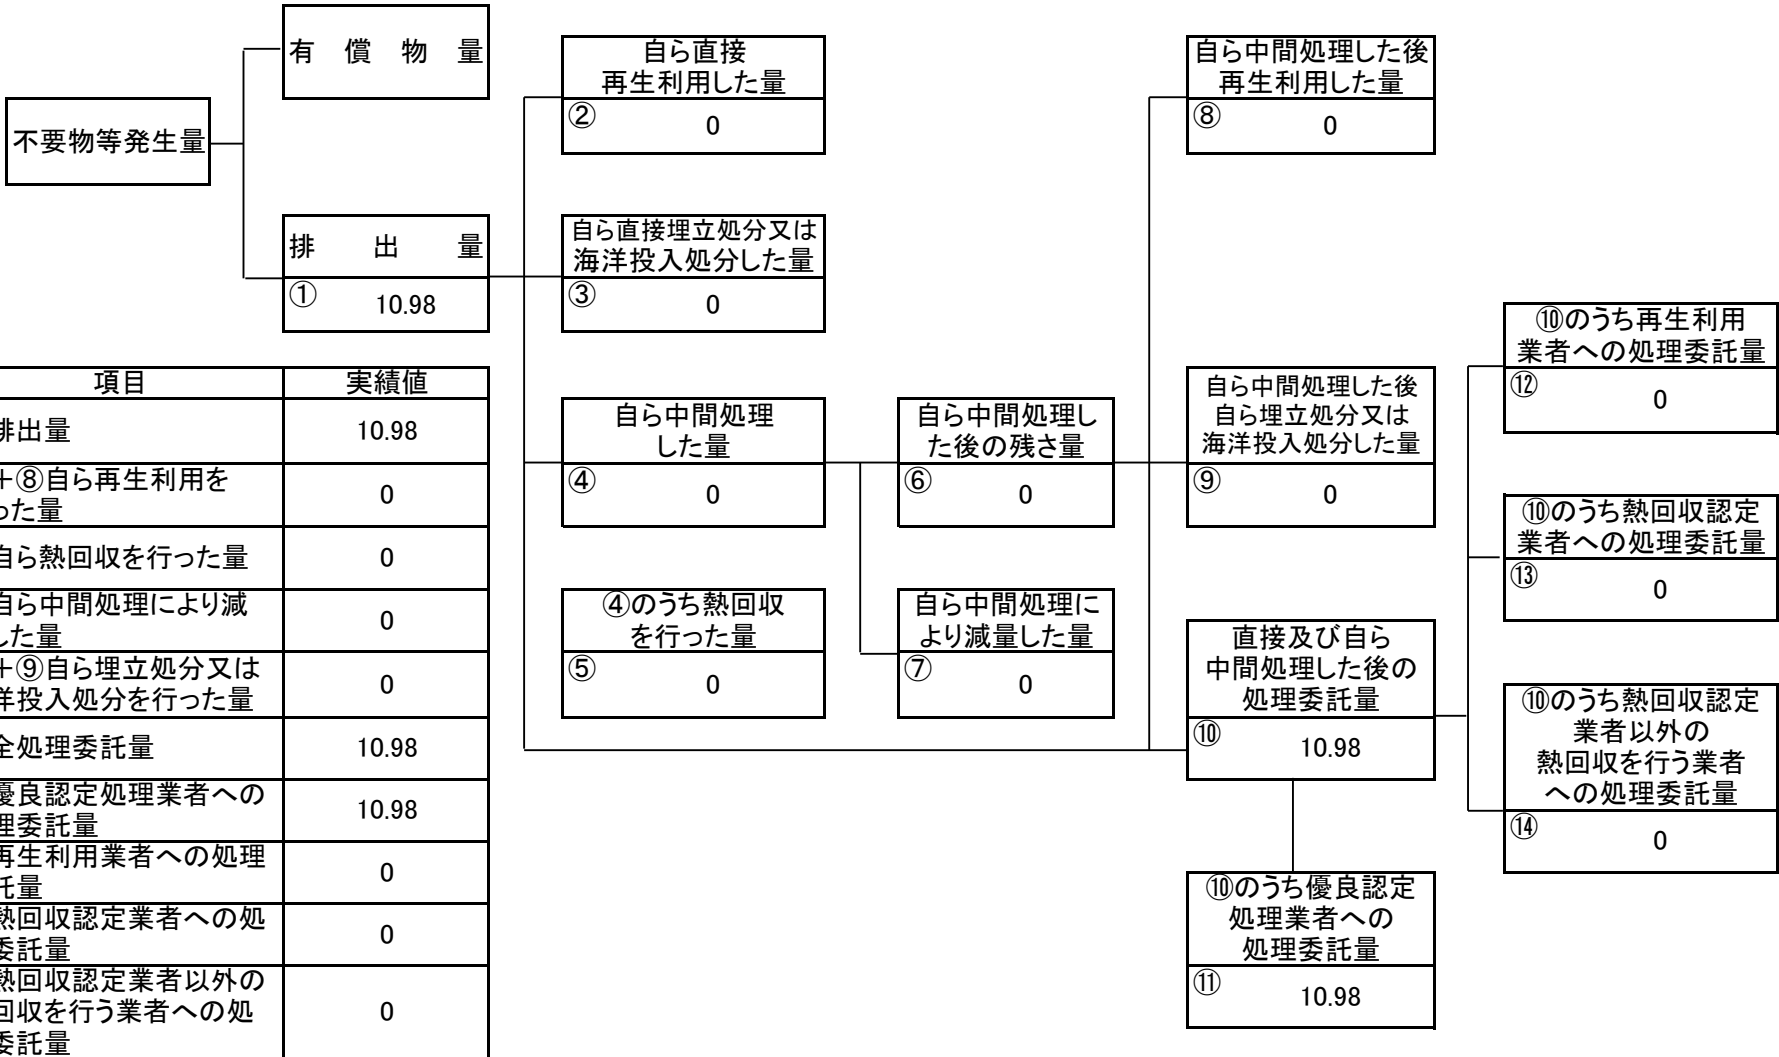 有償物量
不要物等発生量
排出量
①
10.98
自ら直接
再生利用した量
②
0
自ら直接埋立処分又は
海洋投入処分した量
③
0
自ら中間処理
した量
④
0
④のうち熱回収
を行った量
⑤
0
自ら中間処理し
た後の残さ量
⑥
0
自ら中間処理に
より減量した量
⑦
0
自ら中間処理した後
再生利用した量
⑧
0
自ら中間処理した後
自ら埋立処分又は
海洋投入処分した量
⑨
0
直接及び自ら
中間処理した後の
処理委託量
⑩
10.98
⑩のうち優良認定
処理業者への
処理委託量
⑪
10.98
⑩のうち再生利用
業者への処理委託量
⑫
0
⑩のうち熱回収認定
業者への処理委託量
⑬
0
⑩のうち熱回収認定
業者以外の
熱回収を行う業者
への処理委託量
⑭
0
項目
実績値
排出量
10.98
+⑧自ら再生利用を
った量
0
自ら熱回収を行った量
0
自ら中間処理により減
した量
0
+⑨自ら埋立処分又は
洋投入処分を行った量
0
全処理委託量
10.98
優良認定処理業者への
理委託量
10.98
再生利用業者への処理
託量
0
熱回収認定業者への処
委託量
0
熱回収認定業者以外の
回収を行う業者への処
委託量
0